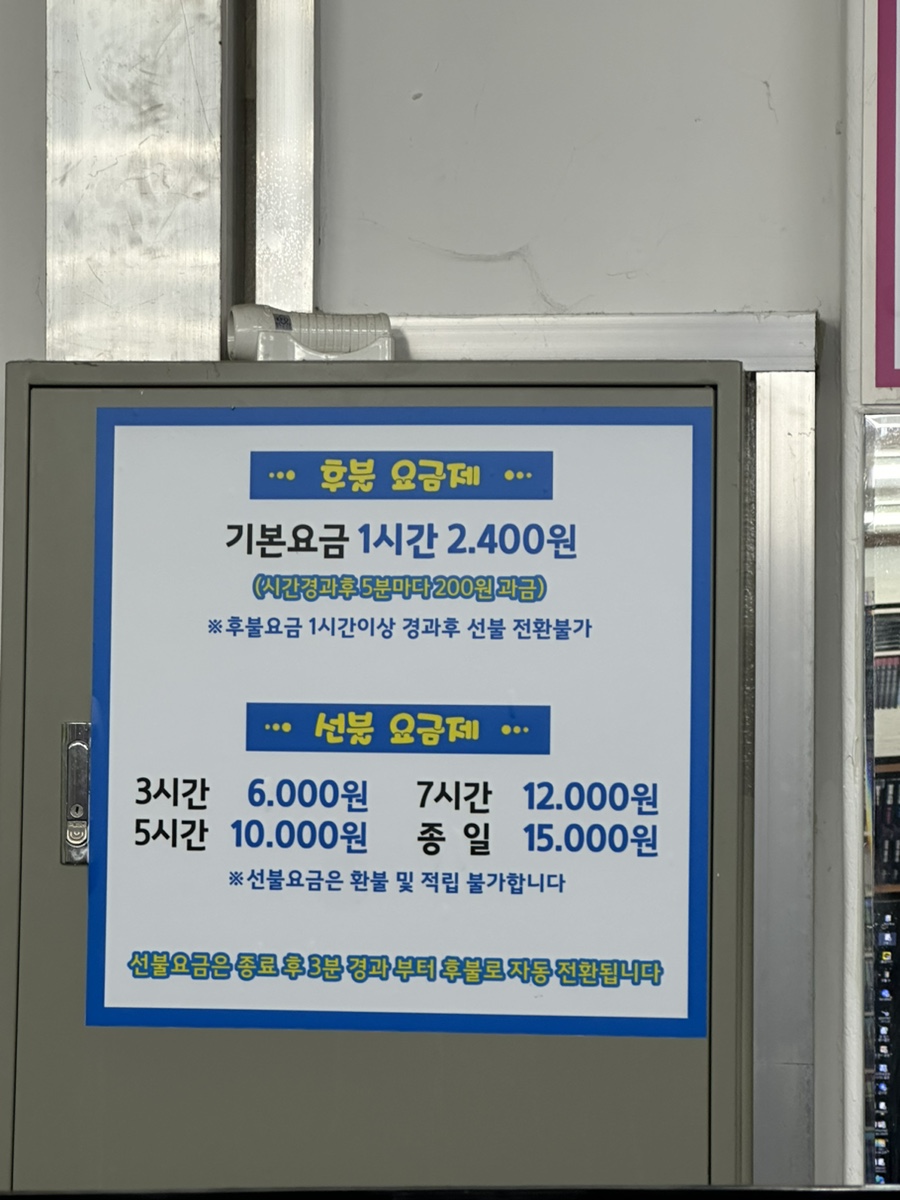 ••• 후불 요금제 •••
기본요금 1시간 2.400원
(시간경과후 5분마다 200원 과금)
※후불요금 1시간이상 경과후 선불 전환불가
••• 선불 요금제 •••
3시간 6.000원 7시간 12.000원
5시간 10.000원 종 일 15.000원
※선불요금은 환불 및 적립 불가합니다
선불요금은 종료 후 3분 경과 부터 후불로 자동 전환됩니다